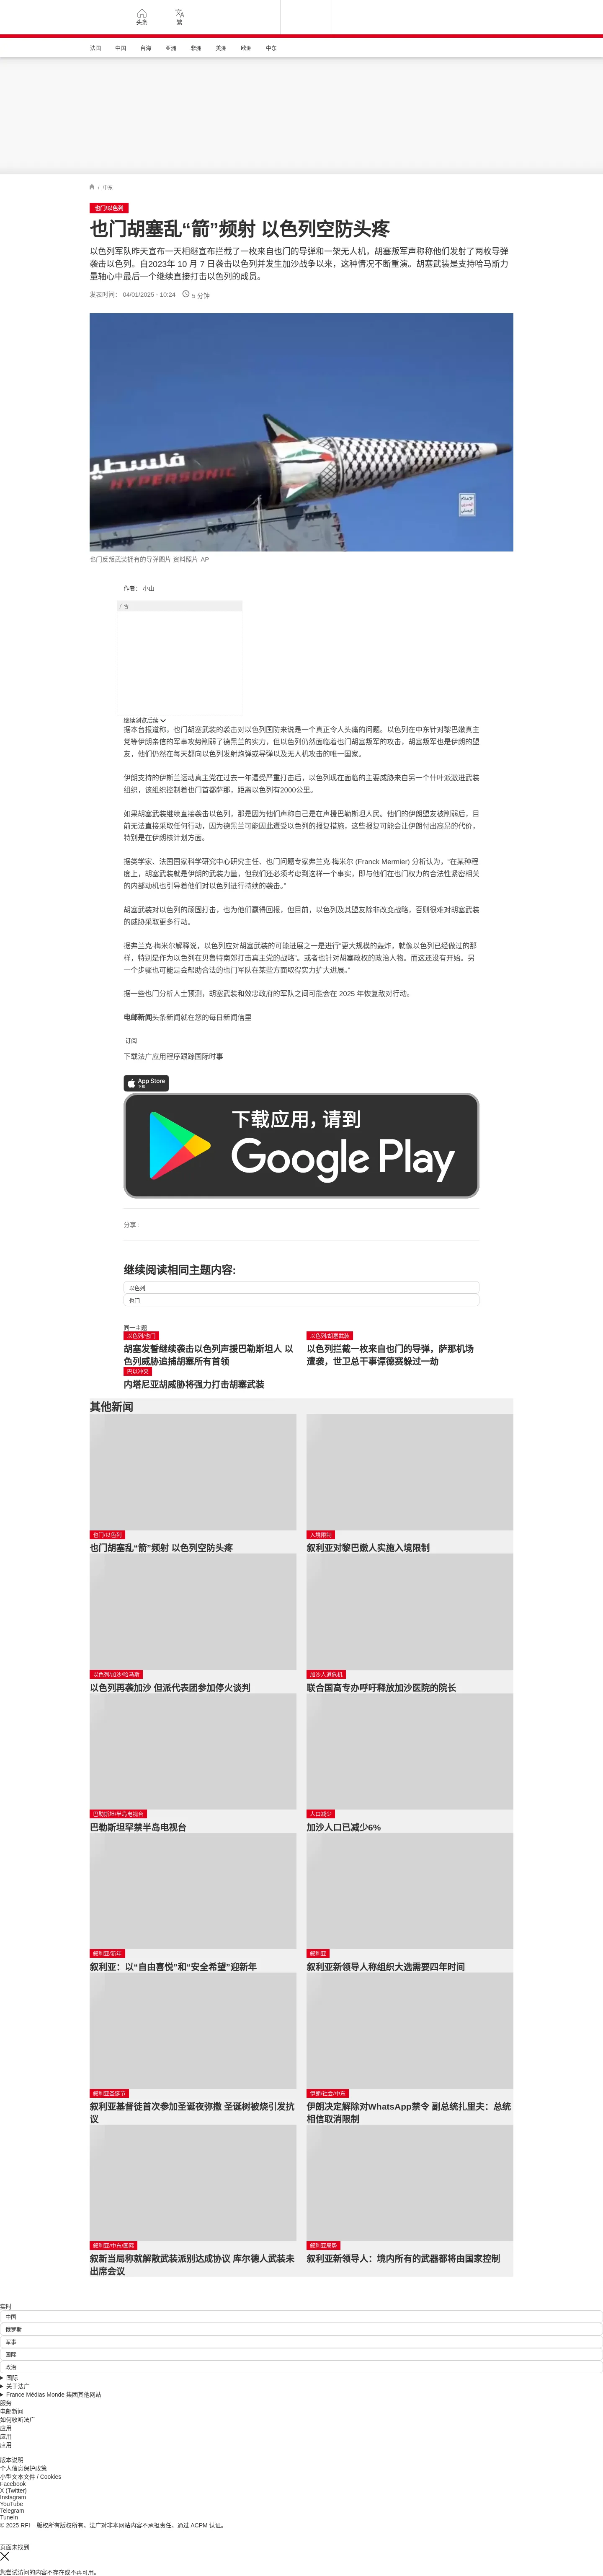 头条
繁
法国
中国
台海
亚洲
非洲
美洲
欧洲
中东
/ 中东
也门/以色列
也门胡塞乱“箭”频射 以色列空防头疼
以色列军队昨天宣布一天相继宣布拦截了一枚来自也门的导弹和一架无人机，胡塞叛军声称他们发射了两枚导弹
袭击以色列。自2023年 10 月 7 日袭击以色列并发生加沙战争以来，这种情况不断重演。胡塞武装是支持哈马斯力
量轴心中最后一个继续直接打击以色列的成员。
发表时间： 04/01/2025 - 10:24
5 分钟
فلسطين
HYPERSONIC
也门反叛武装拥有的导弹图片 资料照片 AP
作者： 小山
广告
继续浏览后续
据本台报道称，也门胡塞武装的袭击对以色列国防来说是一个真正令人头痛的问题。以色列在中东针对黎巴嫩真主
党等伊朗亲信的军事攻势削弱了德黑兰的实力，但以色列仍然面临着也门胡塞叛军的攻击，胡塞叛军也是伊朗的盟
友，他们仍然在每天都向以色列发射炮弹或导弹以及无人机攻击的唯一国家。
伊朗支持的伊斯兰运动真主党在过去一年遭受严重打击后，以色列现在面临的主要威胁来自另一个什叶派激进武装
组织，该组织控制着也门首都萨那，距离以色列有2000公里。
如果胡塞武装继续直接袭击以色列，那是因为他们声称自己是在声援巴勒斯坦人民。他们的伊朗盟友被削弱后，目
前无法直接采取任何行动，因为德黑兰可能因此遭受以色列的报复措施，这些报复可能会让伊朗付出高昂的代价，
特别是在伊朗核计划方面。
据类学家、法国国家科学研究中心研究主任、也门问题专家弗兰克·梅米尔 (Franck Mermier) 分析认为，“在某种程
度上，胡塞武装就是伊朗的武装力量，但我们还必须考虑到这样一个事实，即与他们在也门权力的合法性紧密相关
的内部动机也引导着他们对以色列进行持续的袭击。”
胡塞武装对以色列的顽固打击，也为他们赢得回报，但目前，以色列及其盟友除非改变战略，否则很难对胡塞武装
的威胁采取更多行动。
据弗兰克·梅米尔解释说，以色列应对胡塞武装的可能进展之一是进行“更大规模的轰炸，就像以色列已经做过的那
样，特别是作为以色列在贝鲁特南郊打击真主党的战略”。或者也针对胡塞政权的政治人物。而这还没有开始。另
一个步骤也可能是会帮助合法的也门军队在某些方面取得实力扩大进展。”
据一些也门分析人士预测，胡塞武装和效忠政府的军队之间可能会在 2025 年恢复敌对行动。
电邮新闻头条新闻就在您的每日新闻信里
订阅
下载法广应用程序跟踪国际时事
App Store
下载
下载应用，请到
Google Play
分享 :
继续阅读相同主题内容:
以色列
也门
同一主题
以色列/也门
胡塞发誓继续袭击以色列声援巴勒斯坦人 以
色列威胁追捕胡塞所有首领
以色列/胡塞武装
以色列拦截一枚来自也门的导弹，萨那机场
遭袭，世卫总干事谭德赛躲过一劫
巴以冲突
内塔尼亚胡威胁将强力打击胡塞武装
其他新闻
也门/以色列
也门胡塞乱“箭”频射 以色列空防头疼
入境限制
叙利亚对黎巴嫩人实施入境限制
以色列/加沙/哈马斯
以色列再袭加沙 但派代表团参加停火谈判
加沙人道危机
联合国高专办呼吁释放加沙医院的院长
巴勒斯坦/半岛电视台
巴勒斯坦罕禁半岛电视台
人口减少
加沙人口已减少6%
叙利亚/新年
叙利亚：以“自由喜悦”和“安全希望”迎新年
叙利亚
叙利亚新领导人称组织大选需要四年时间
叙利亚圣诞节
叙利亚基督徒首次参加圣诞夜弥撒 圣诞树被烧引发抗
议
伊朗/社会/中东
伊朗决定解除对WhatsApp禁令 副总统扎里夫：总统
相信取消限制
叙利亚/中东/国际
叙新当局称就解散武装派别达成协议 库尔德人武装未
出席会议
叙利亚局势
叙利亚新领导人：境内所有的武器都将由国家控制
实时
中国
俄罗斯
军事
国际
政治
国际
关于法广
France Médias Monde 集团其他网站
服务
电邮新闻
如何收听法广
应用
应用
应用
版本说明
个人信息保护政策
小型文本文件 / Cookies
Facebook
X (Twitter)
Instagram
YouTube
Telegram
TuneIn
© 2025 RFI – 版权所有版权所有。法广对非本网站内容不承担责任。通过 ACPM 认证。
页面未找到
您尝试访问的内容不存在或不再可用。